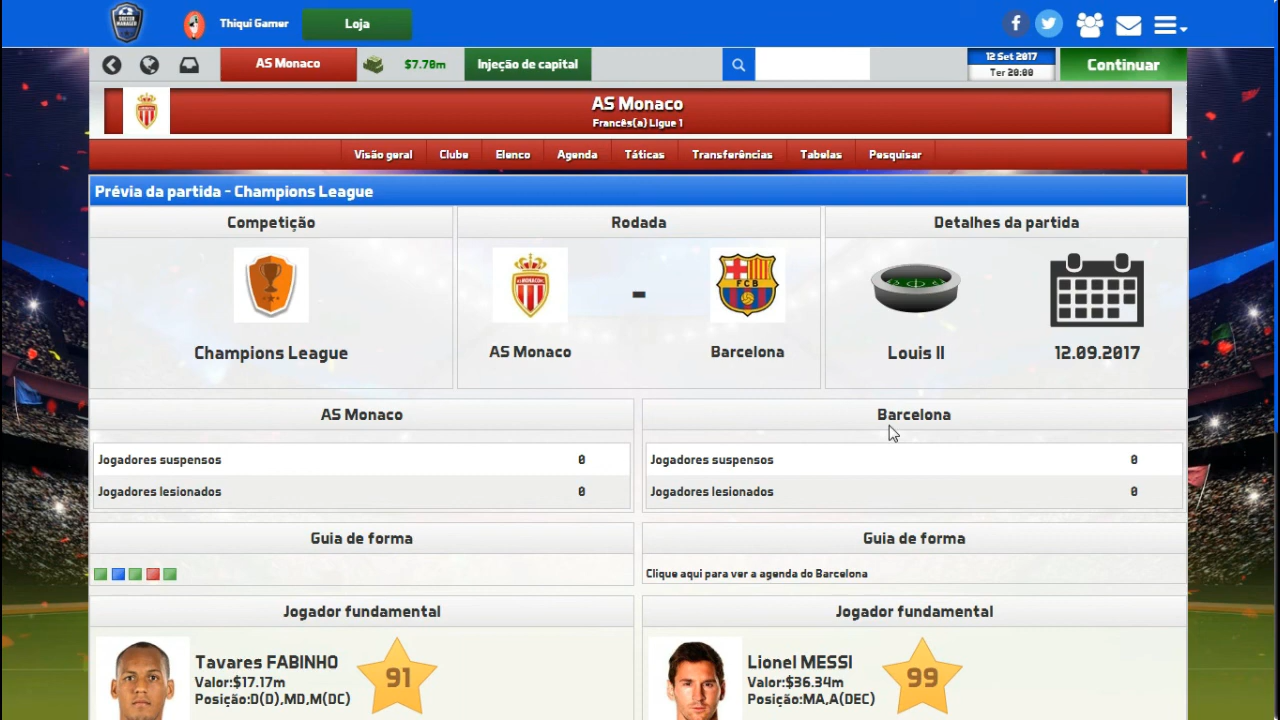 SOCCER MANAGER
Thiqui Gamer
Loja
AS Monaco
$7.70m
Injeção de capital
12 Set 2017
Ter 20:00
Continuar
AS Monaco
Francês(a) Ligue 1
Visão geral Clube Elenco Agenda Táticas Transferências Tabelas Pesquisar
Prévia da partida - Champions League
Competição
Rodada
Detalhes da partida
FCB
-
Champions League
AS Monaco
Barcelona
Louis II
12.09.2017
AS Monaco
Barcelona
Jogadores suspensos 0
Jogadores suspensos 0
Jogadores lesionados 0
Jogadores lesionados 0
Guia de forma
Guia de forma
Clique aqui para ver a agenda do Barcelona
Jogador fundamental
Jogador fundamental
Tavares FABINHO
Valor:$17.17m
Posição:D(D),MD,M(DC)
91
Lionel MESSI
Valor:$36.34m
Posição:MA,A(DEC)
99